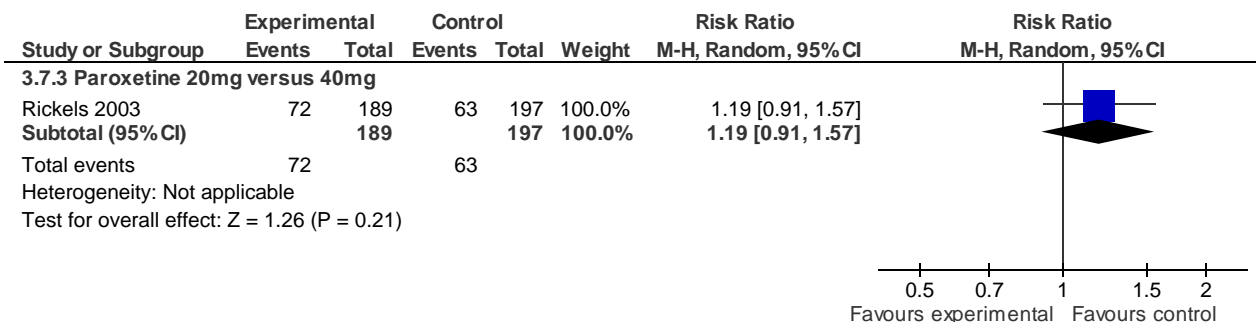 Experimental Control Risk Ratio Risk Ratio
Study or Subgroup Events Total Events Total Weight M-H, Random, 95% CI M-H, Random, 95% CI
3.7.3 Paroxetine 20mg versus 40mg
Rickels 2003 72 189 63 197 100.0% 1.19 [0.91, 1.57]
Subtotal (95% CI) 189 197 100.0% 1.19 [0.91, 1.57]
Total events 72 63
Heterogeneity: Not applicable
Test for overall effect: Z = 1.26 (P = 0.21)
0.5 0.7 1 1.5 2
Favours experimental Favours control